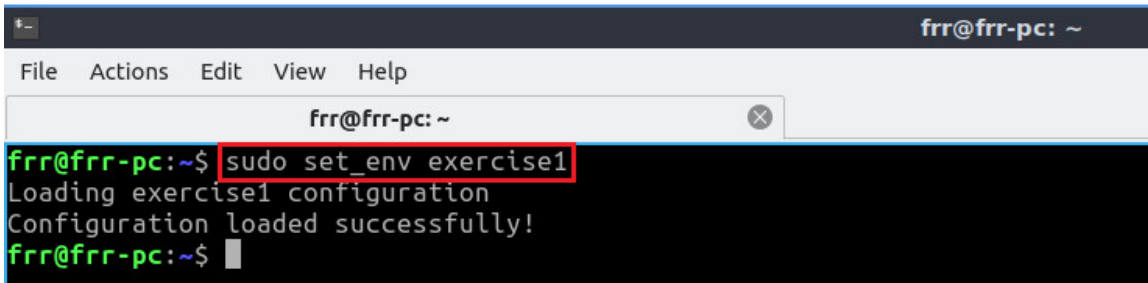 frr@frr-pc: ~
File Actions Edit View Help
frr@frr-pc: ~
frr@frr-pc:~$ sudo set_env exercise1
Loading exercise1 configuration
Configuration loaded successfully!
frr@frr-pc:~$